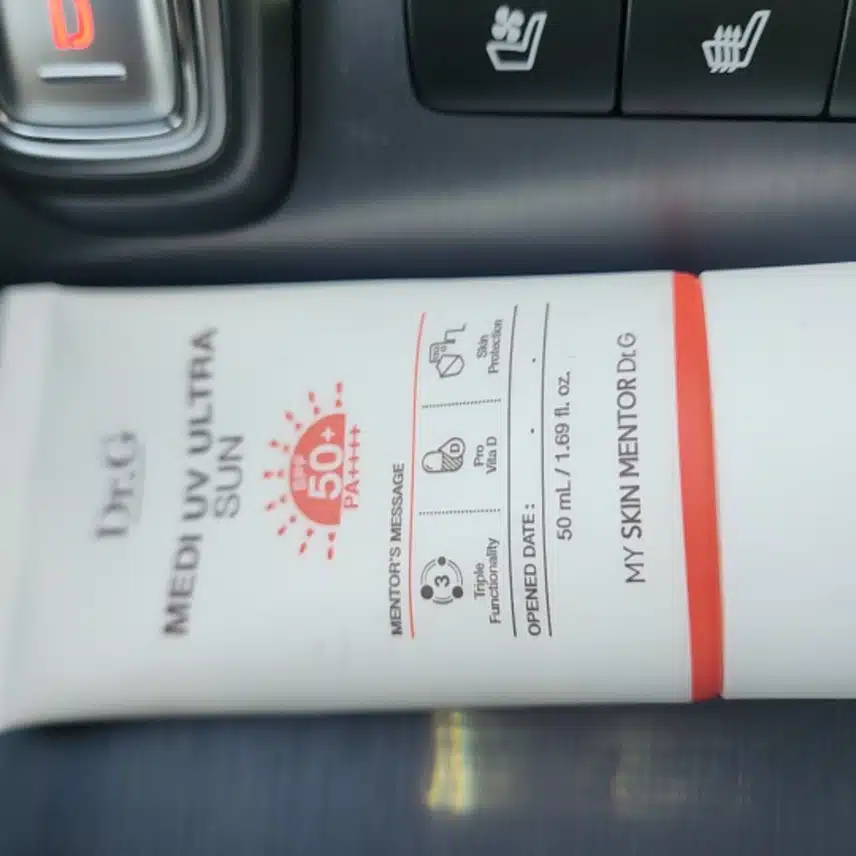 Dr.G
MEDI UV ULTRA
SUN
SPF
50+
PA++++
MENTOR'S MESSAGE
3
Triple
Functionality
D
Pro
Vita D
Skin
Protection
OPENED DATE : . .
50 mL / 1.69 fl. oz.
MY SKIN MENTOR Dr.G